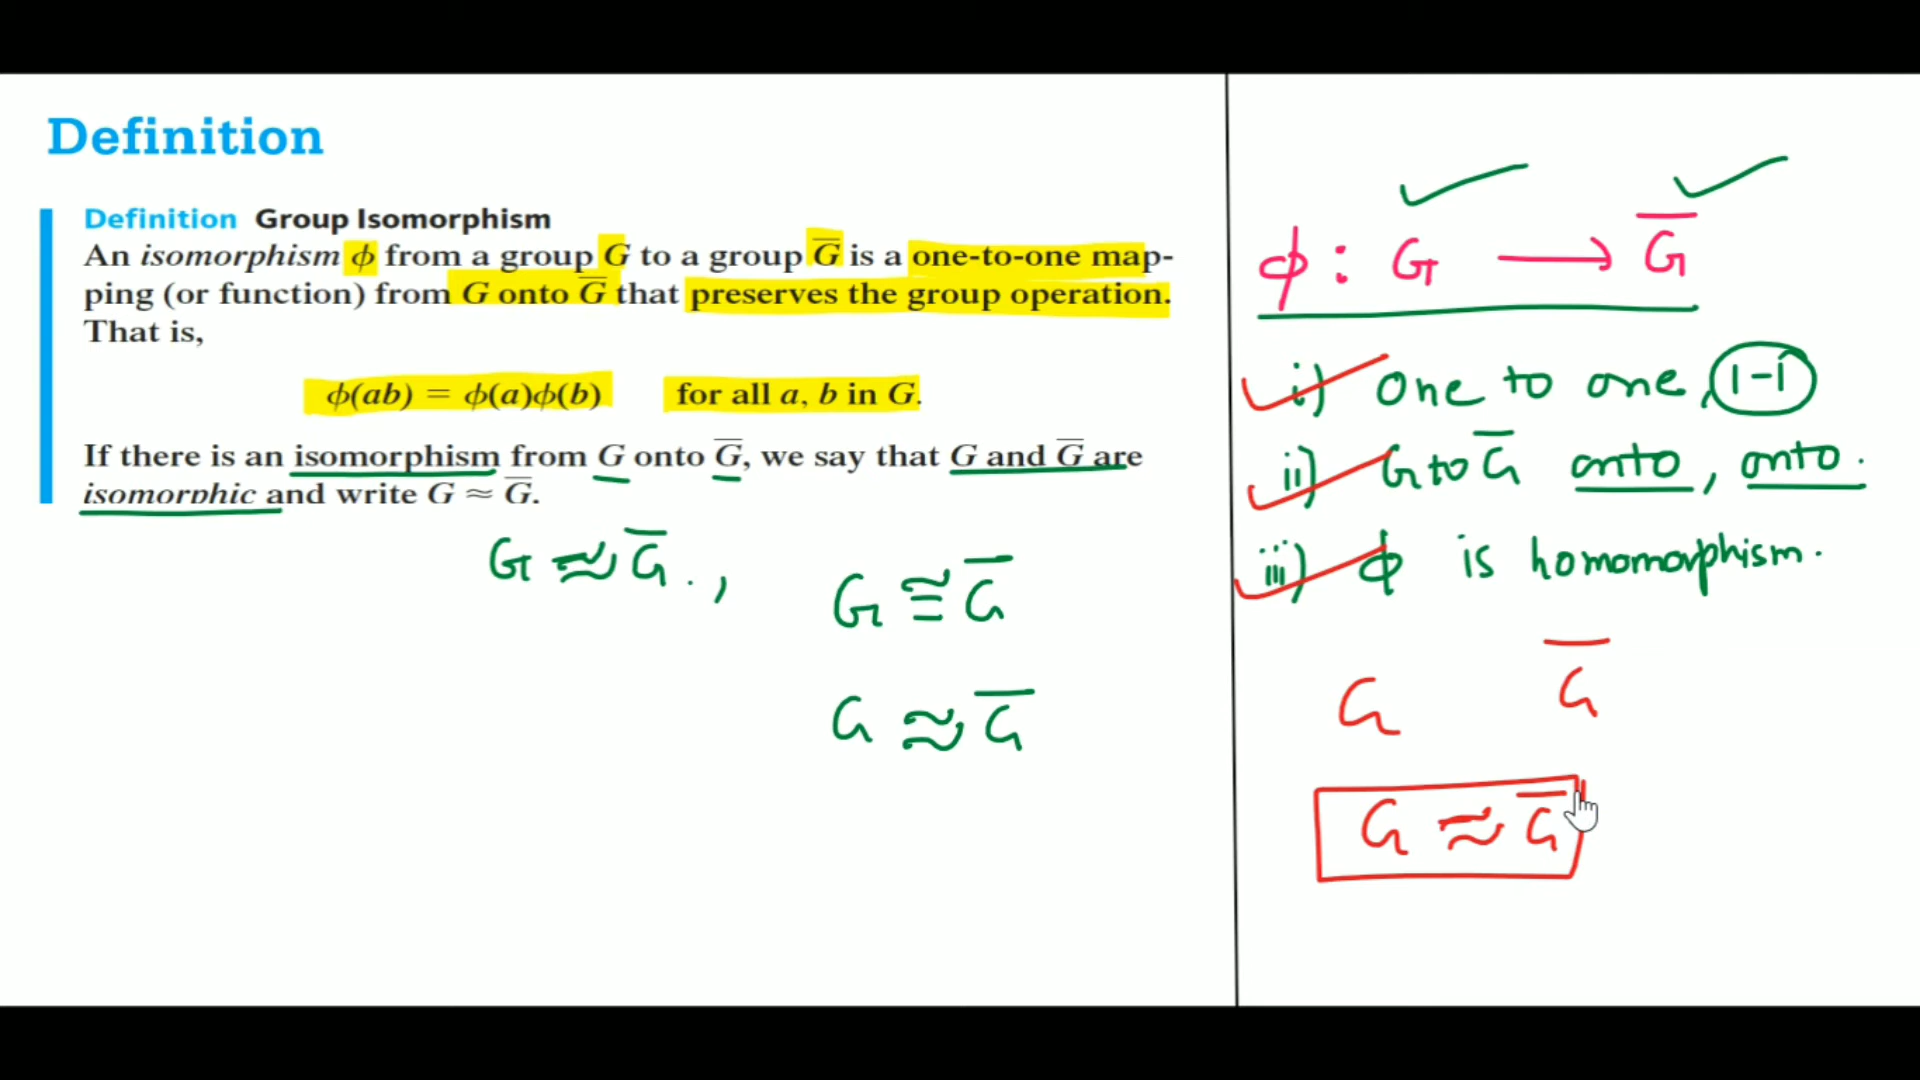 Definition
Definition Group Isomorphism
An isomorphism ϕ from a group G to a group G̅ is a one-to-one map-
ping (or function) from G onto G̅ that preserves the group operation.
That is,
ϕ(ab) = ϕ(a)ϕ(b) for all a, b in G.
If there is an isomorphism from G onto G̅, we say that G and G̅ are
isomorphic and write G ≈ G̅.
G ≈ G̅ . ,
G ≅ G̅
G ≈ G̅
ϕ : G ⟶ G̅
i) one to one, 1-1
ii) G to G̅ onto, onto.
iii) ϕ is homomorphism.
G G̅
G ≈ G̅